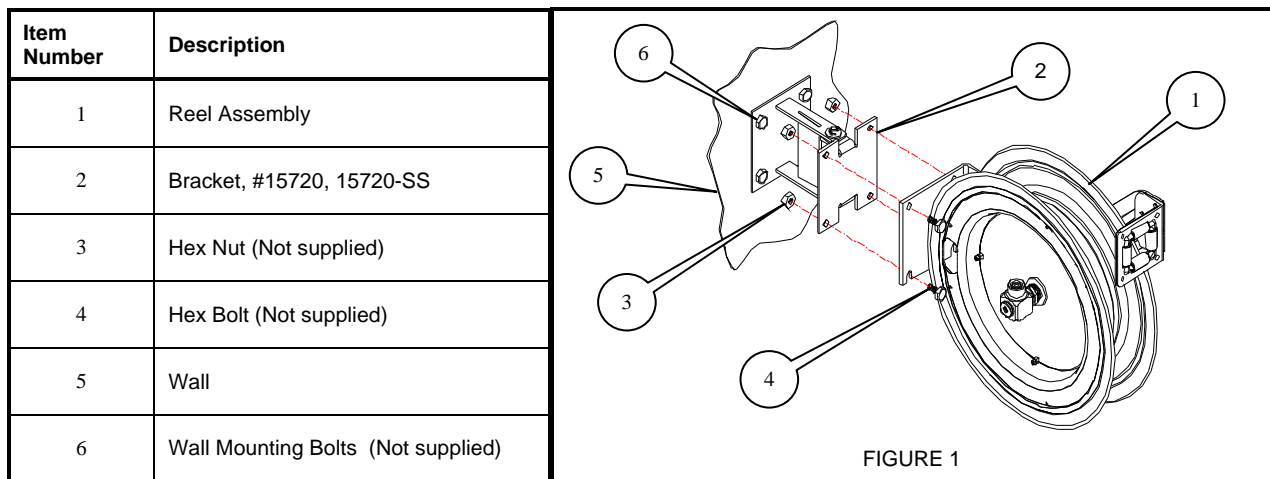 Item Number Description
1 Reel Assembly
2 Bracket, #15720, 15720-SS
3 Hex Nut (Not supplied)
4 Hex Bolt (Not supplied)
5 Wall
6 Wall Mounting Bolts (Not supplied)
6
2
1
5
3
4
FIGURE 1